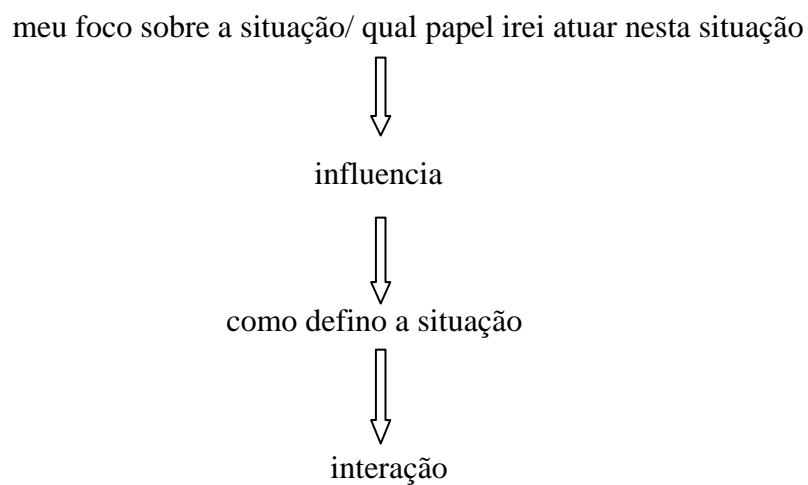 meu foco sobre a situação/ qual papel irei atuar nesta situação
influencia
como defino a situação
interação